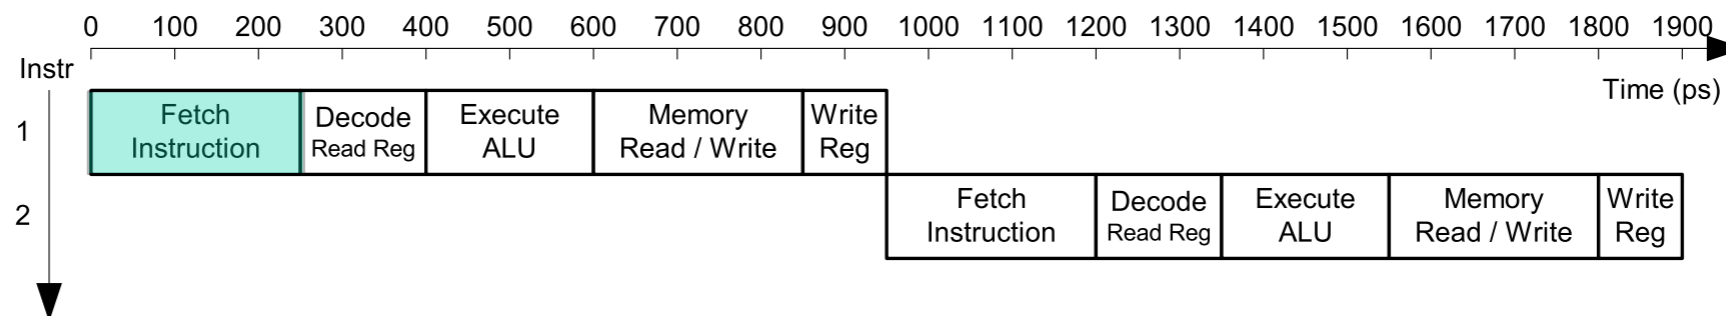 0 100 200 300 400 500 600 700 800 900 1000 1100 1200 1300 1400 1500 1600 1700 1800 1900
Instr
Time (ps)
1
Fetch
Instruction
Decode
Read Reg
Execute
ALU
Memory
Read / Write
Write
Reg
2
Fetch
Instruction
Decode
Read Reg
Execute
ALU
Memory
Read / Write
Write
Reg